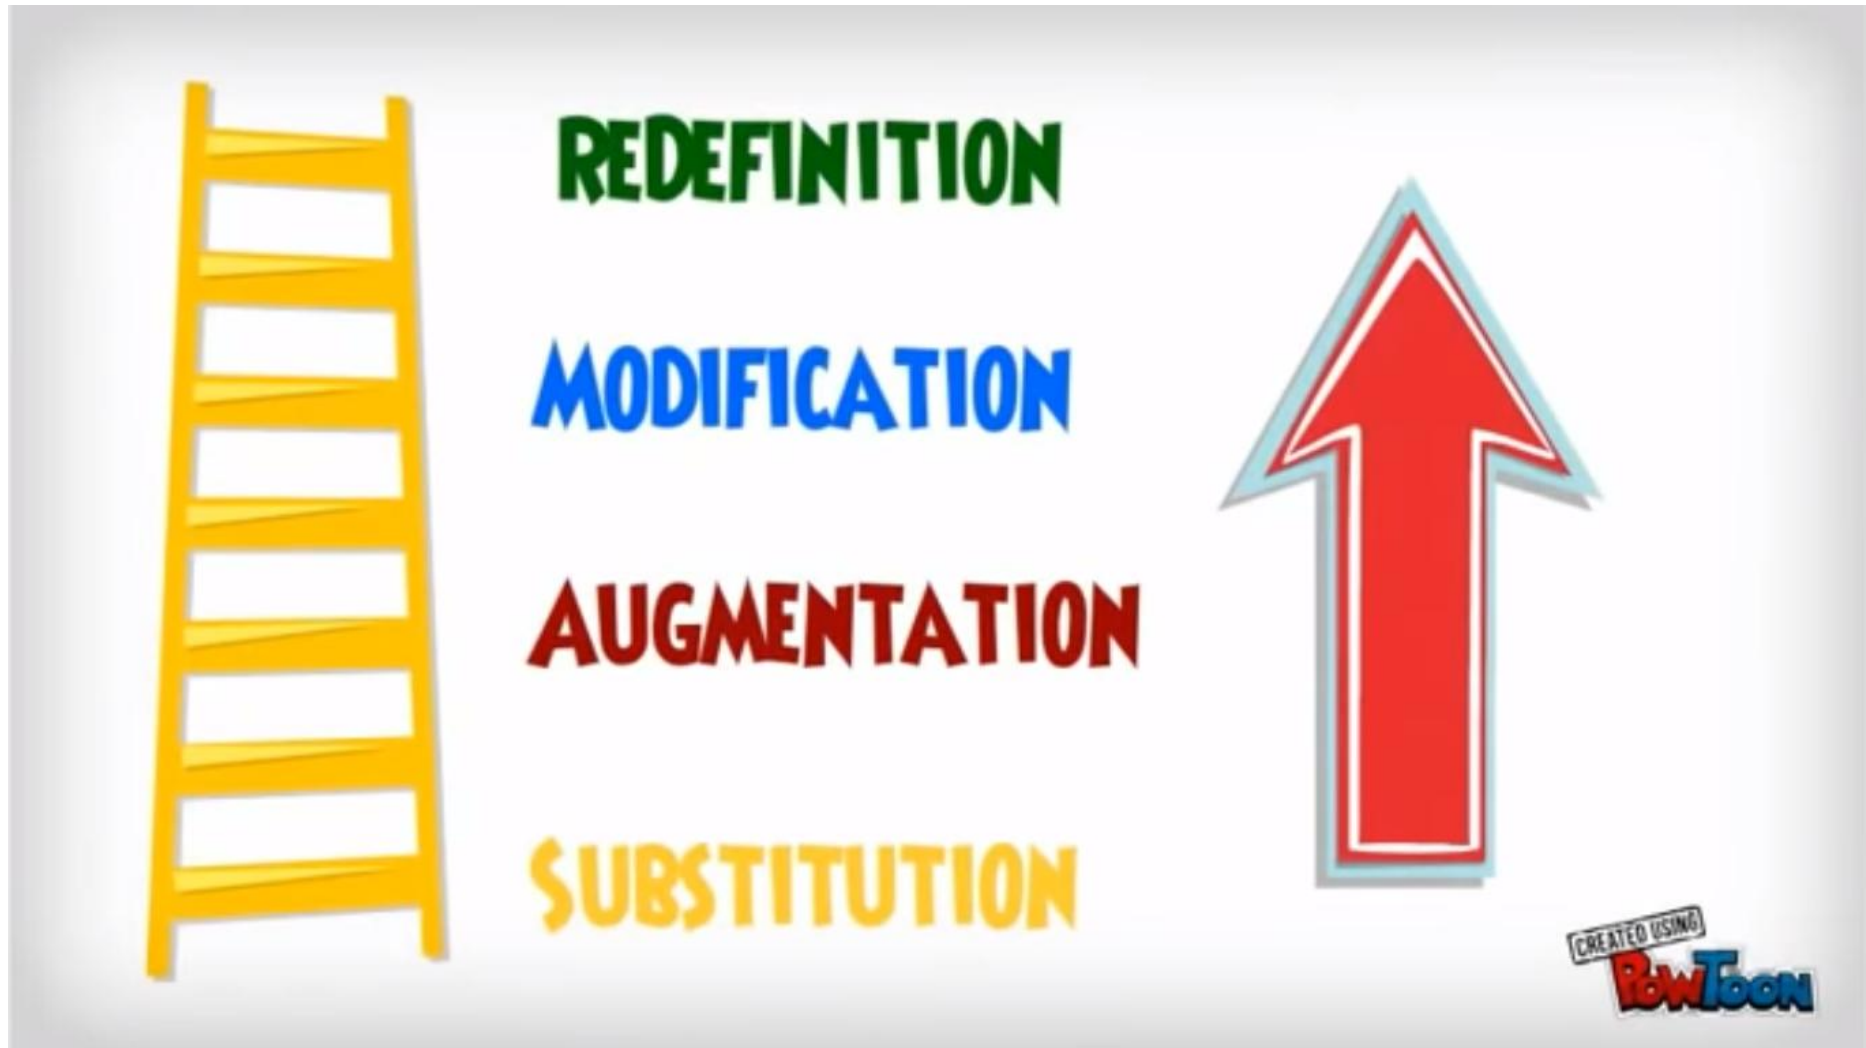 REDEFINITION
MODIFICATION
AUGMENTATION
SUBSTITUTION
CREATED USING
POWTOON